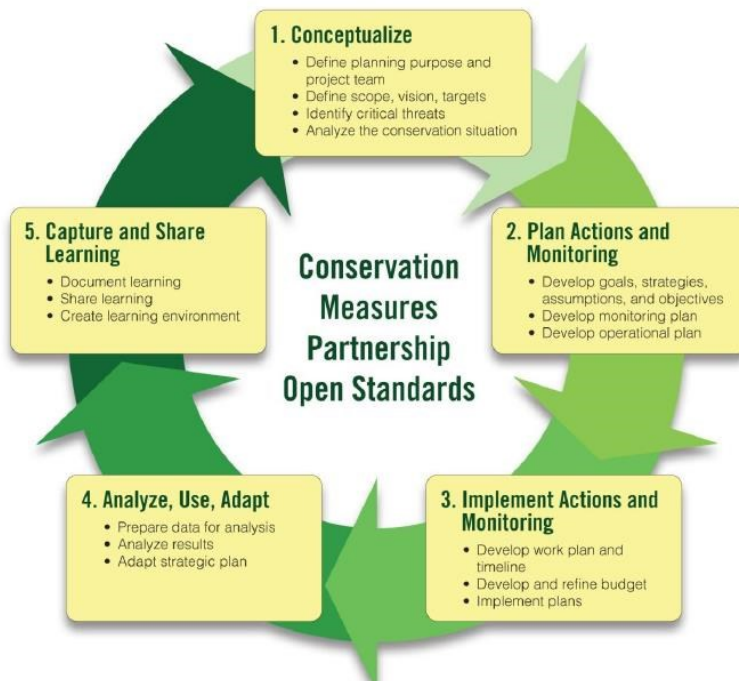 1. Conceptualize
• Define planning purpose and
project team
• Define scope, vision, targets
• Identify critical threats
• Analyze the conservation situation
2. Plan Actions and
Monitoring
• Develop goals, strategies,
assumptions, and objectives
• Develop monitoring plan
• Develop operational plan
3. Implement Actions and
Monitoring
• Develop work plan and
timeline
• Develop and refine budget
• Implement plans
4. Analyze, Use, Adapt
• Prepare data for analysis
• Analyze results
• Adapt strategic plan
5. Capture and Share
Learning
• Document learning
• Share learning
• Create learning environment
Conservation
Measures
Partnership
Open Standards